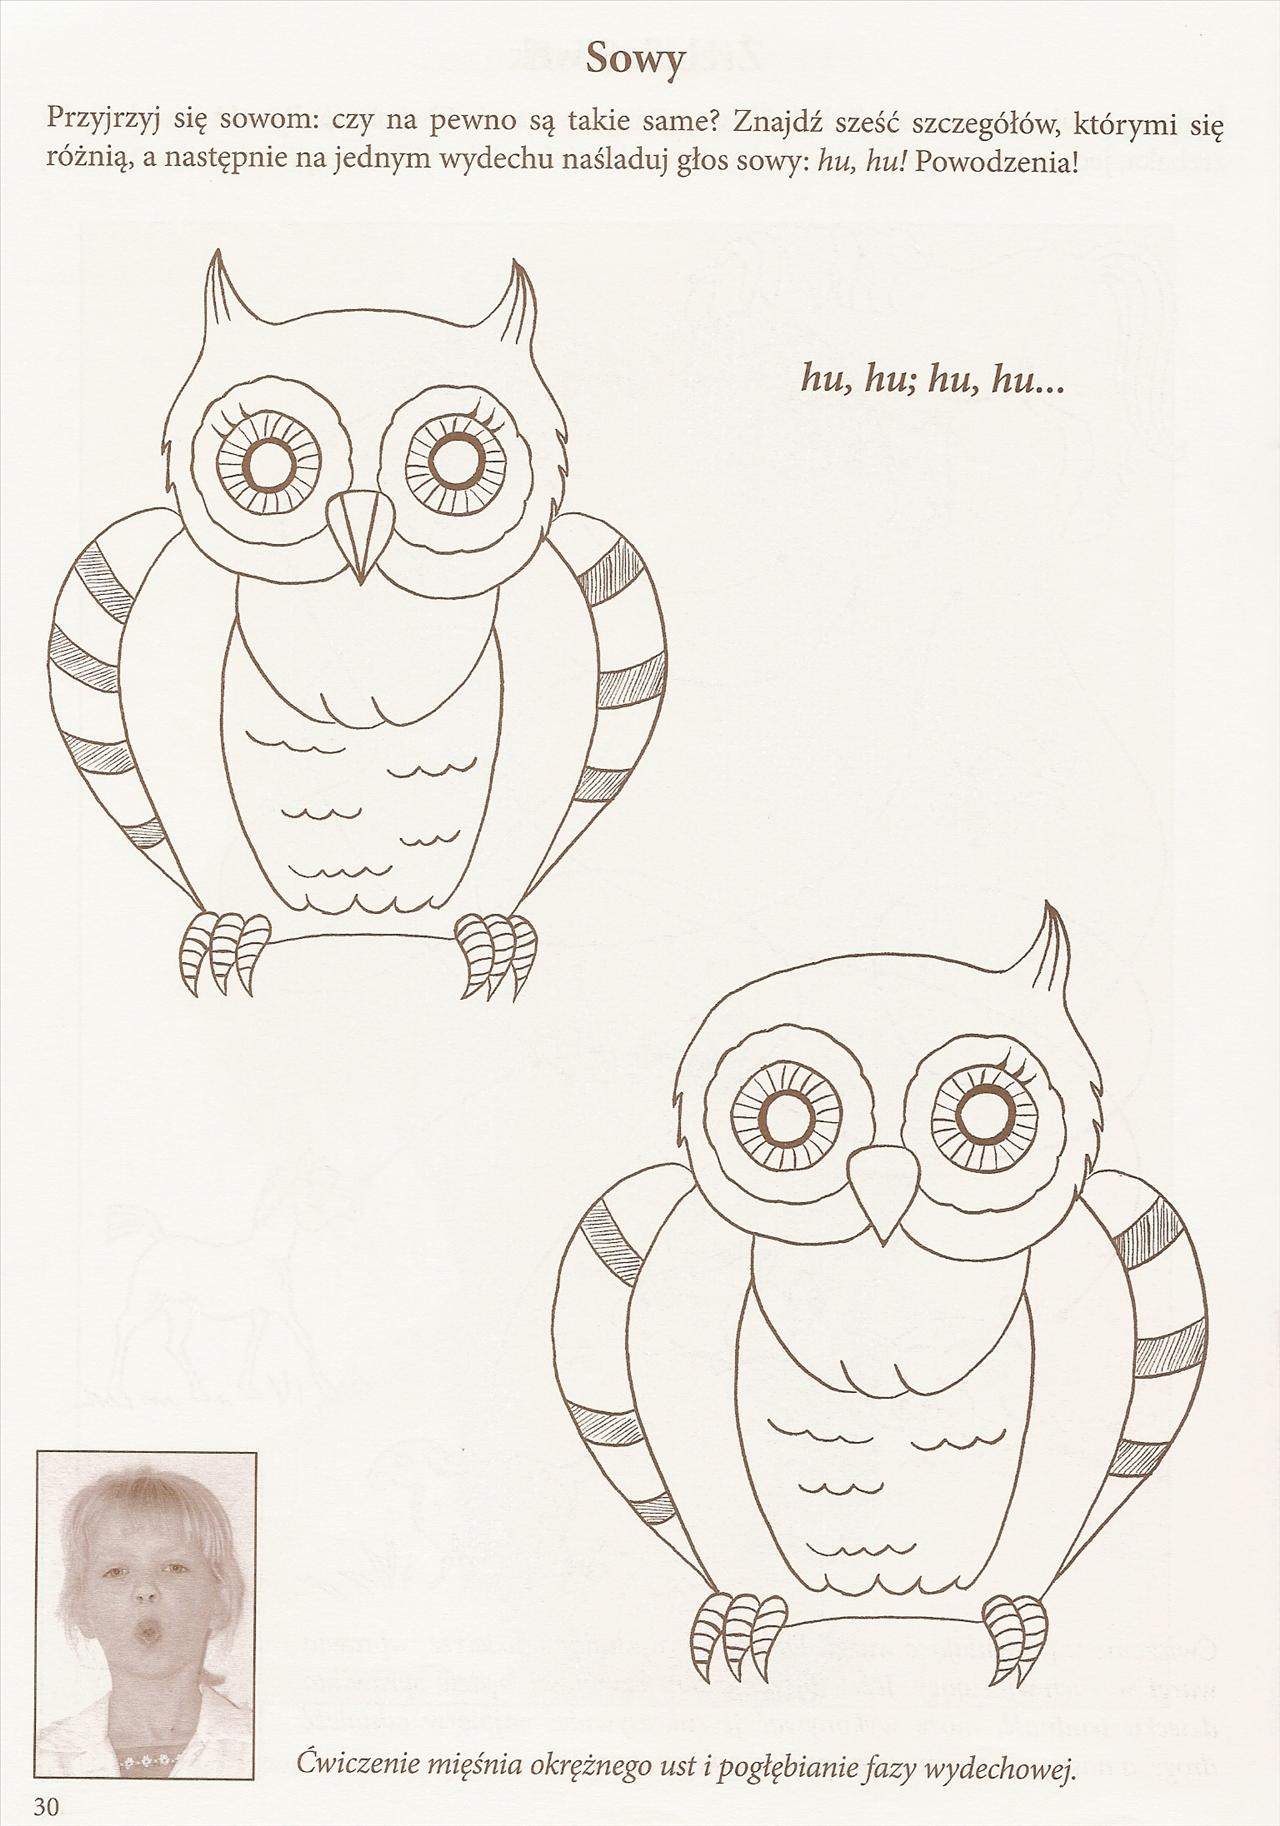 Sowy
Przyjrzyj się sowom: czy na pewno są takie same? Znajdź sześć szczegółów, którymi się
różnią, a następnie na jednym wydechu naśladuj głos sowy: hu, hu! Powodzenia!
hu, hu; hu, hu...
Ćwiczenie mięśnia okrężnego ust i pogłębianie fazy wydechowej.
30